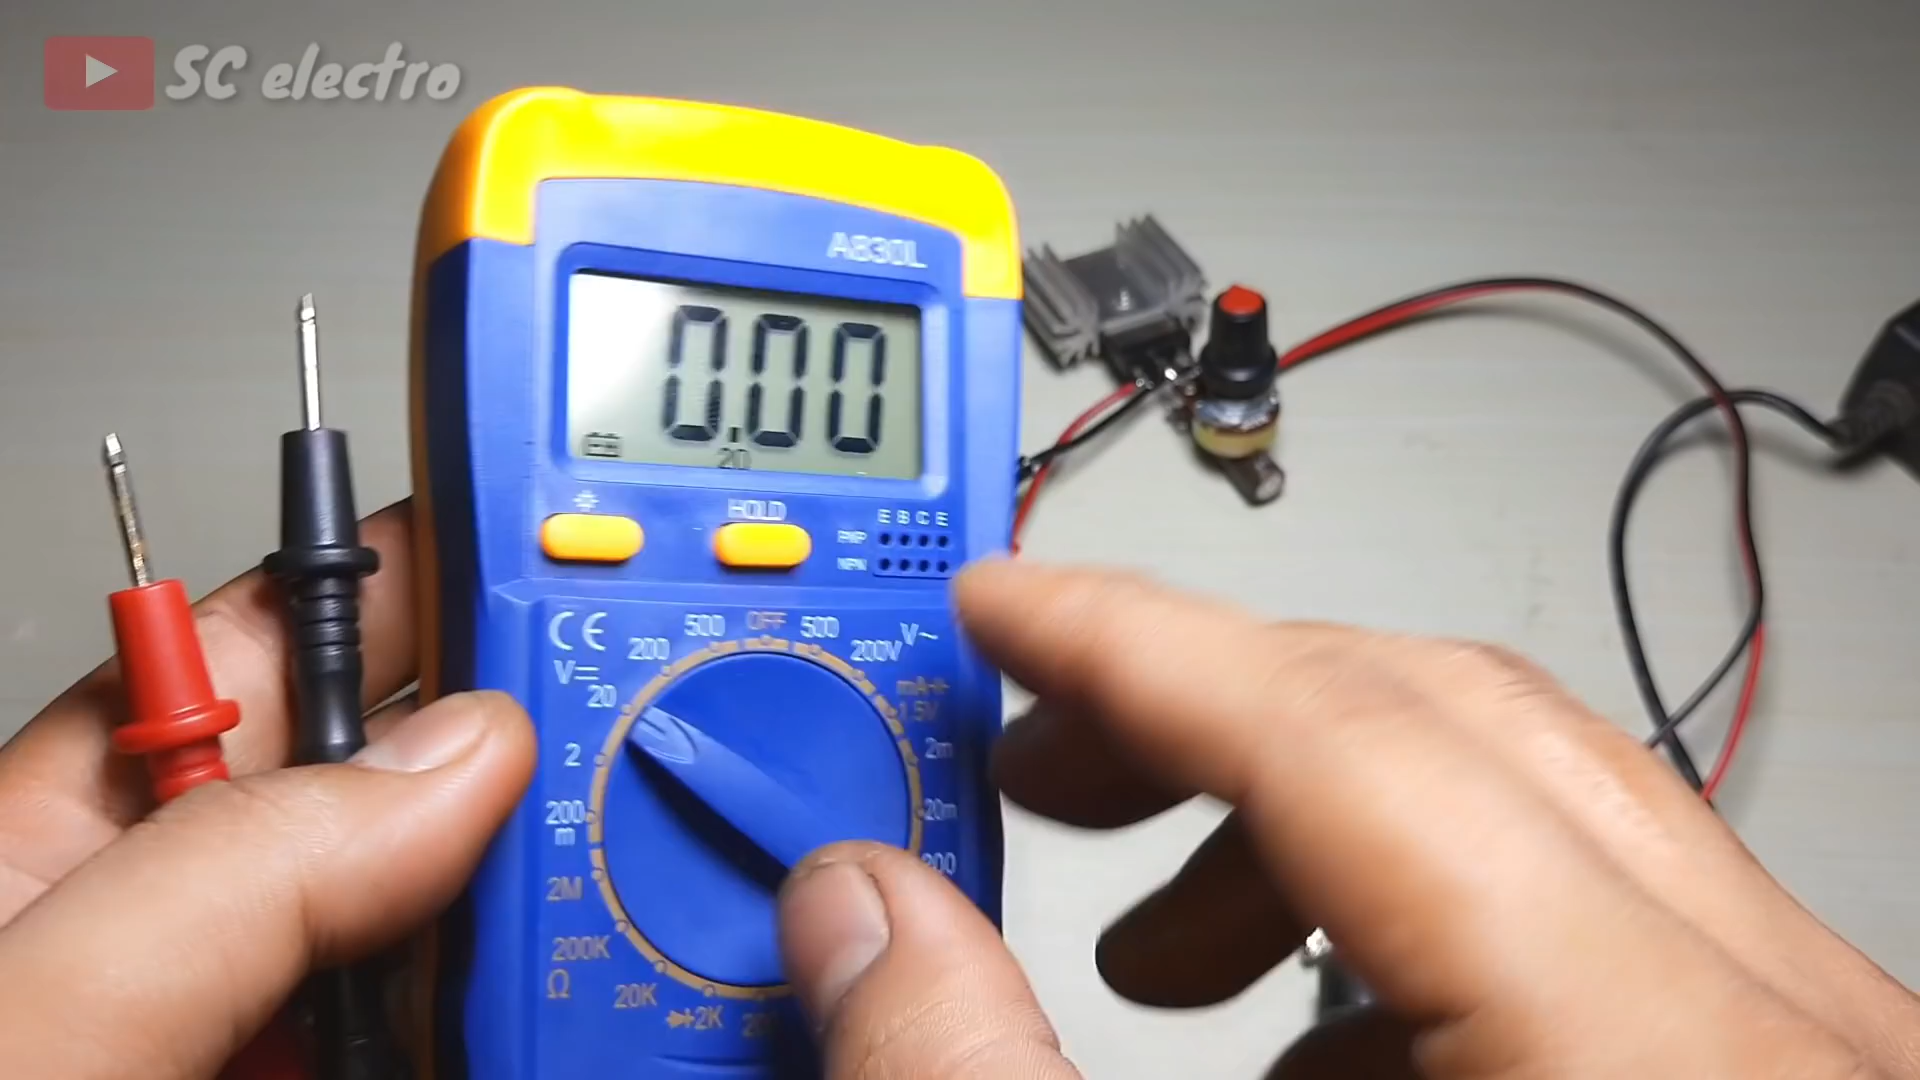 SC electro
A830L
0.00
20
HOLD
E B C E
PNP
NPN
CE
V=
200
500
OFF
500
200V
V~
20
2
200
m
2M
200K
Ω
20K
2K
1.5V
2m
20m
200